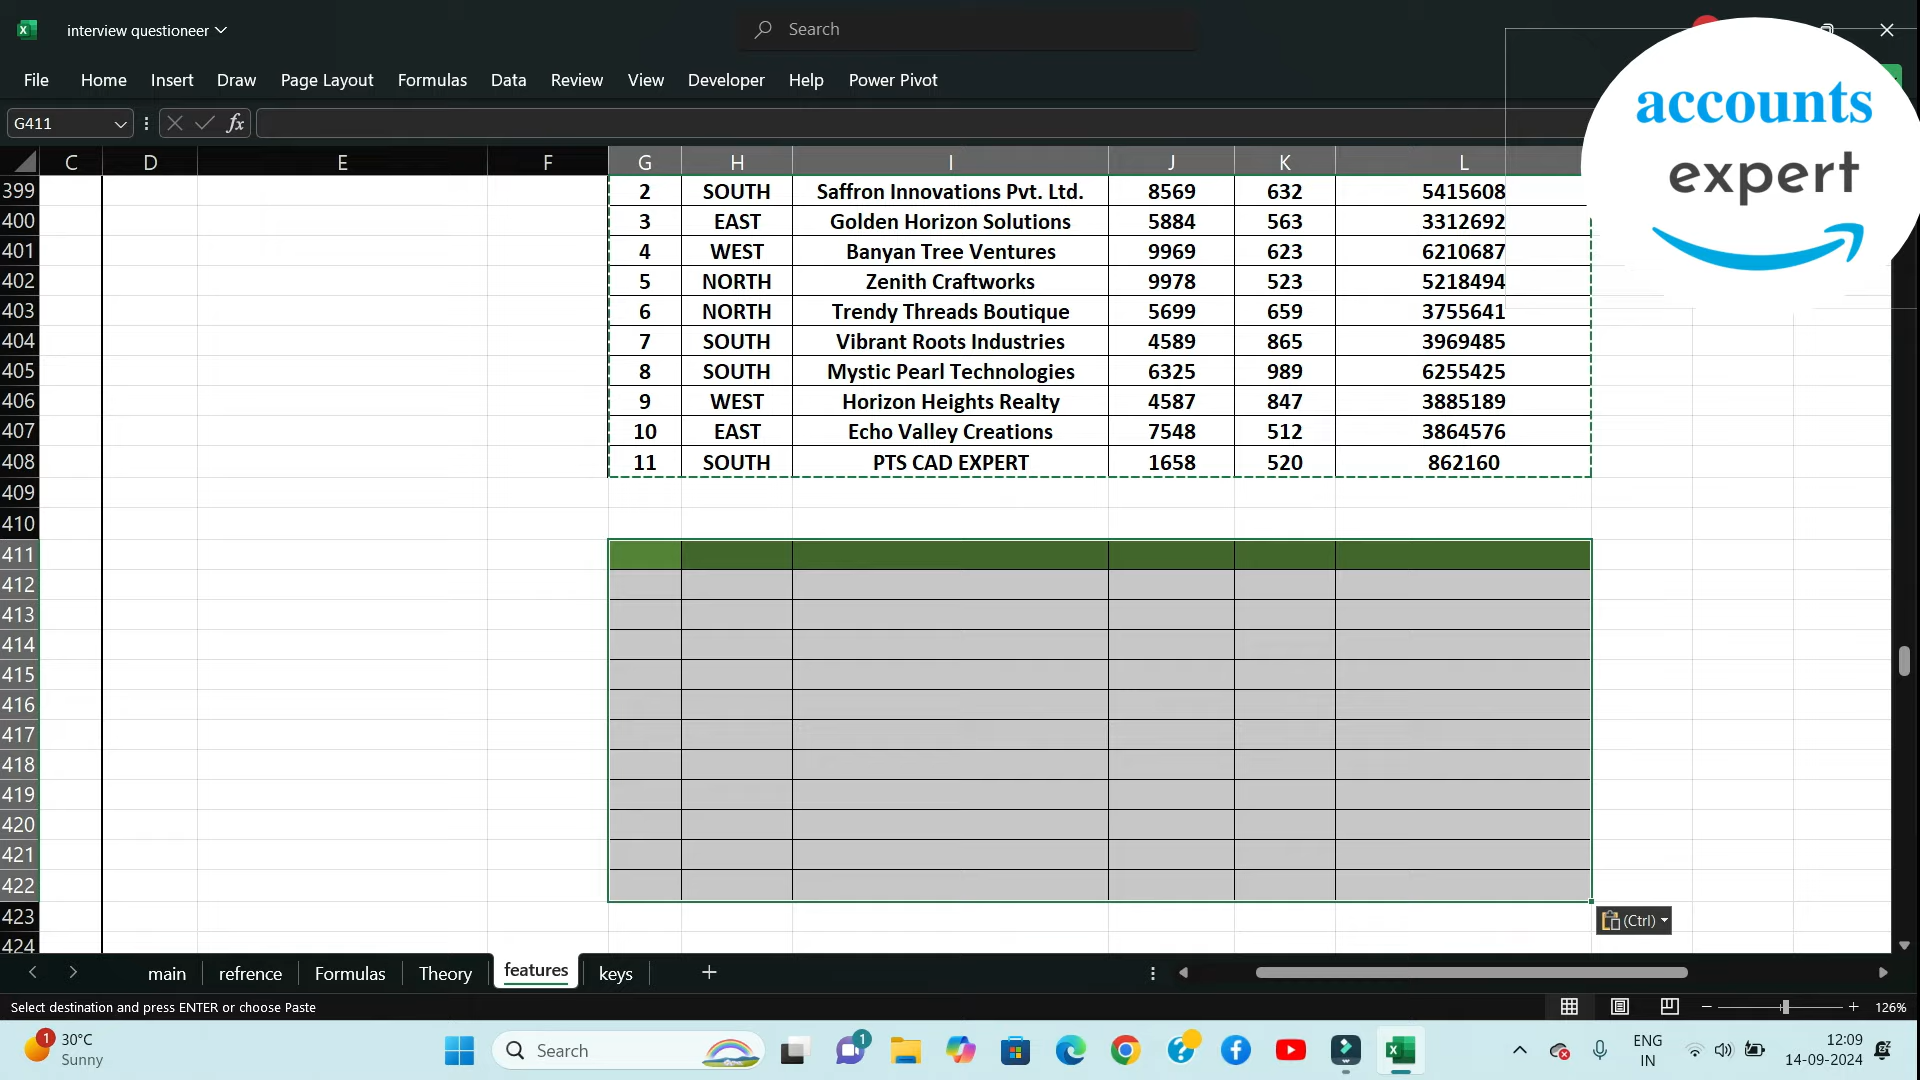 interview questioneer
Search
accounts
expert
File Home Insert Draw Page Layout Formulas Data Review View Developer Help Power Pivot
G411 fx
C D E F G H I J K L
399 2 SOUTH Saffron Innovations Pvt. Ltd. 8569 632 5415608
400 3 EAST Golden Horizon Solutions 5884 563 3312692
401 4 WEST Banyan Tree Ventures 9969 623 6210687
402 5 NORTH Zenith Craftworks 9978 523 5218494
403 6 NORTH Trendy Threads Boutique 5699 659 3755641
404 7 SOUTH Vibrant Roots Industries 4589 865 3969485
405 8 SOUTH Mystic Pearl Technologies 6325 989 6255425
406 9 WEST Horizon Heights Realty 4587 847 3885189
407 10 EAST Echo Valley Creations 7548 512 3864576
408 11 SOUTH PTS CAD EXPERT 1658 520 862160
409
410
411
412
413
414
415
416
417
418
419
420
421
422
423
(Ctrl)
424
main refrence Formulas Theory features keys
Select destination and press ENTER or choose Paste
126%
1 30°C
Sunny
Search
1
ENG
IN
12:09
14-09-2024